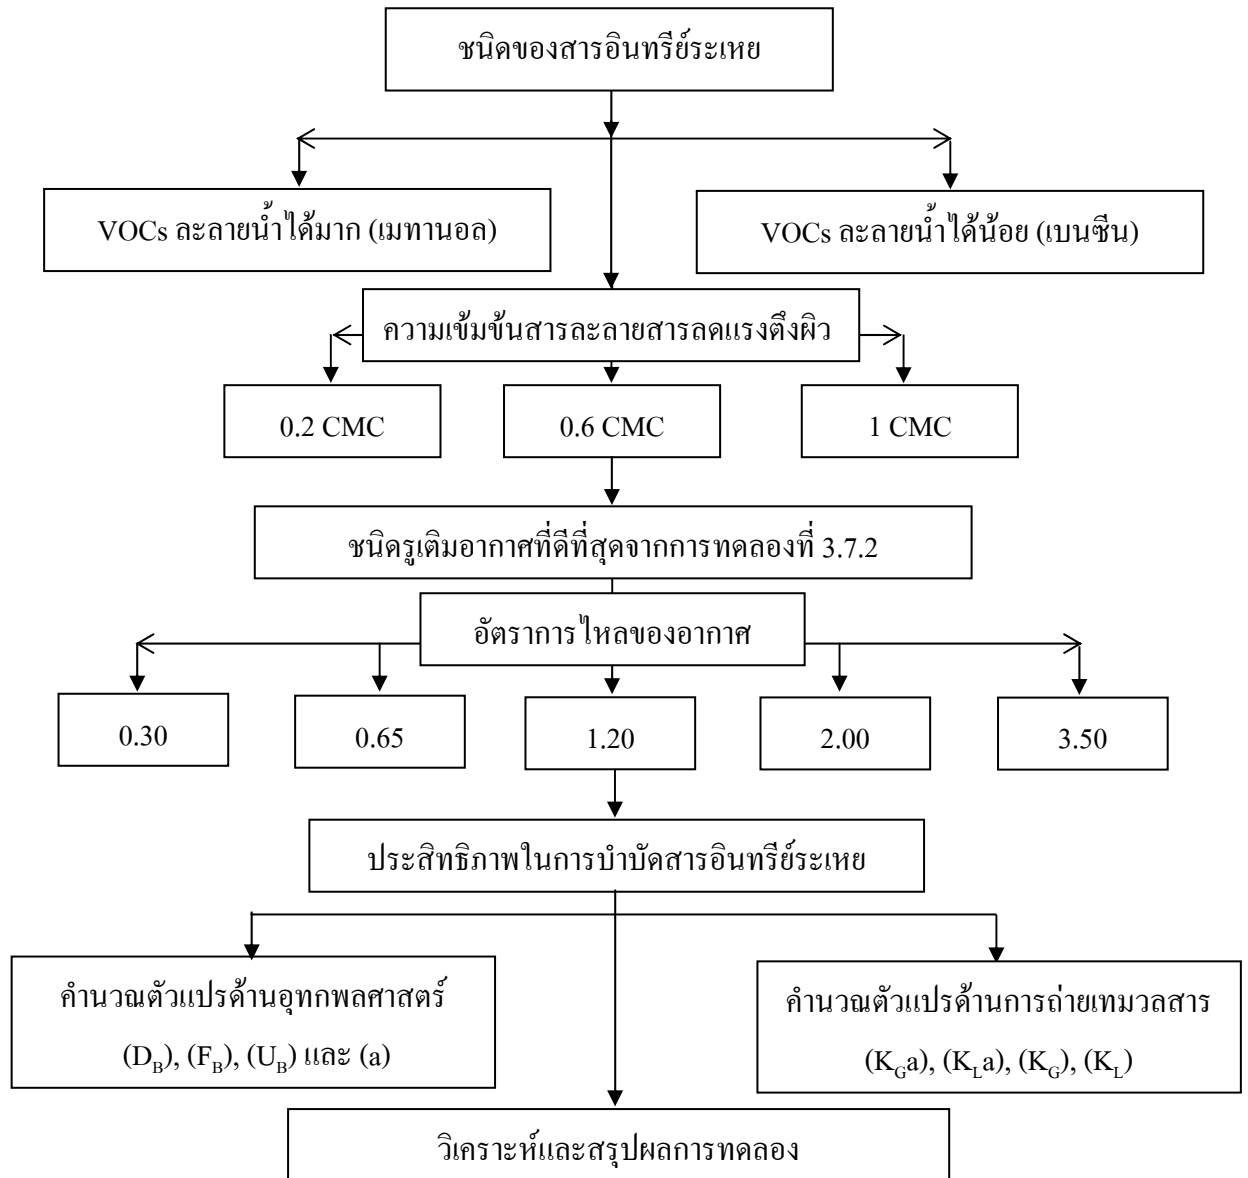 ชนิดของสารอินทรีย์ระเหย
VOCs ละลายน้ำได้มาก (เมทานอล)
VOCs ละลายน้ำได้น้อย (เบนซีน)
ความเข้มข้นสารละลายสารลดแรงตึงผิว
0.2 CMC
0.6 CMC
1 CMC
ชนิดรูเติมอากาศที่ดีที่สุดจากการทดลองที่ 3.7.2
อัตราการไหลของอากาศ
0.30
0.65
1.20
2.00
3.50
ประสิทธิภาพในการบำบัดสารอินทรีย์ระเหย
คำนวณตัวแปรด้านอุทกพลศาสตร์
(D_B), (F_B), (U_B) และ (a)
คำนวณตัวแปรด้านการถ่ายเทมวลสาร
(K_Ga), (K_La), (K_G), (K_L)
วิเคราะห์และสรุปผลการทดลอง